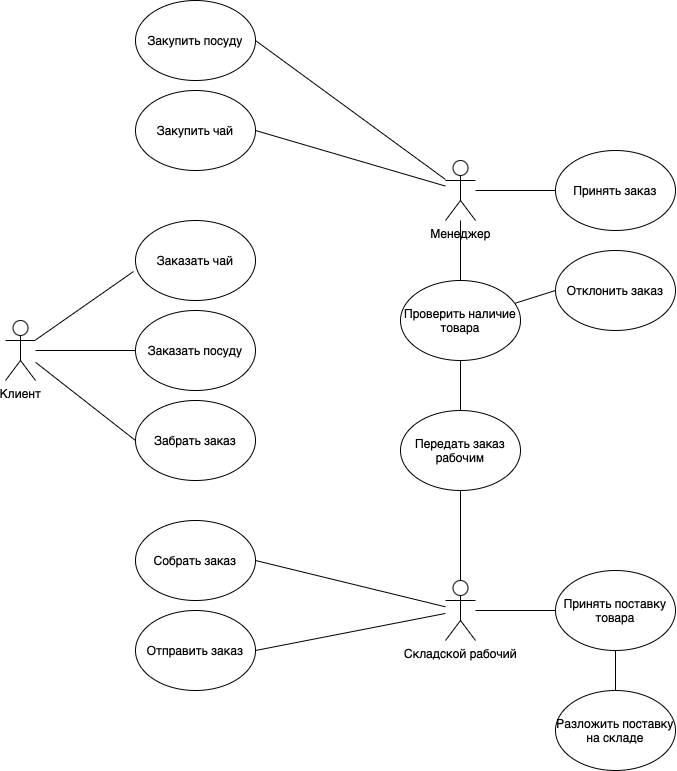 Закупить посуду
Закупить чай
Принять заказ
Менеджер
Заказать чай
Отклонить заказ
Проверить наличие
товара
Заказать посуду
Клиент
Забрать заказ
Передать заказ
рабочим
Собрать заказ
Принять поставку
товара
Отправить заказ
Складской рабочий
Разложить поставку
на складе